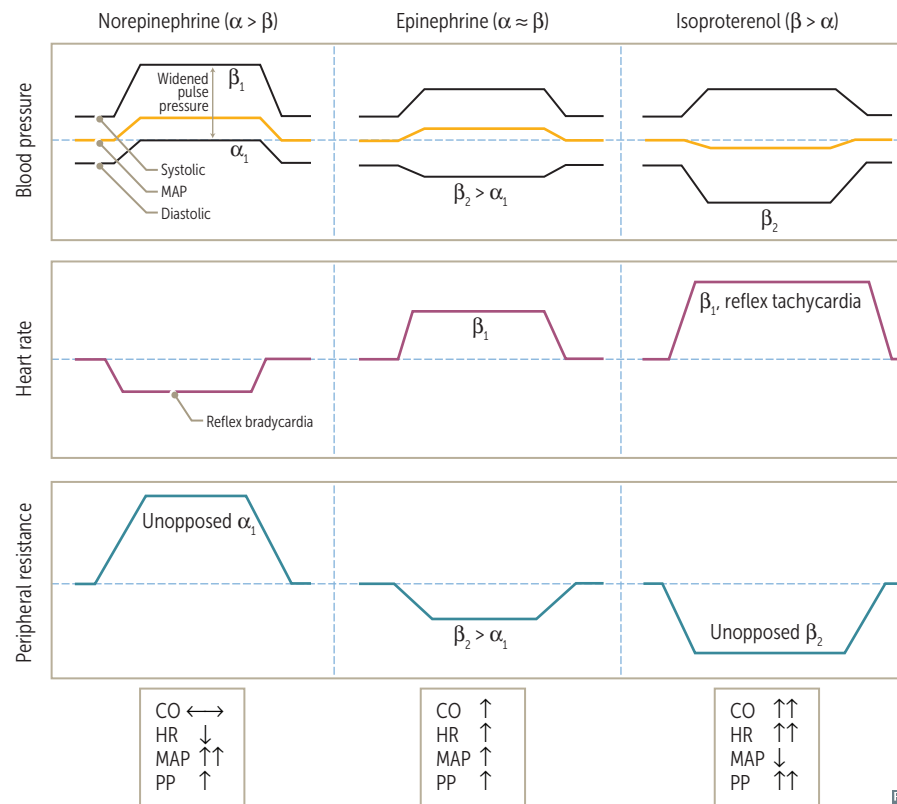 Norepinephrine (α > β)
Epinephrine (α ≈ β)
Isoproterenol (β > α)
Blood pressure
Widened
pulse
pressure
β₁
α₁
Systolic
MAP
Diastolic
β₂ > α₁
β₂
Heart rate
Reflex bradycardia
β₁
β₁, reflex tachycardia
Peripheral resistance
Unopposed α₁
β₂ > α₁
Unopposed β₂
CO ←→
HR ↓
MAP ↑↑
PP ↑
CO ↑
HR ↑
MAP ↑
PP ↑
CO ↑↑
HR ↑↑
MAP ↓
PP ↑↑